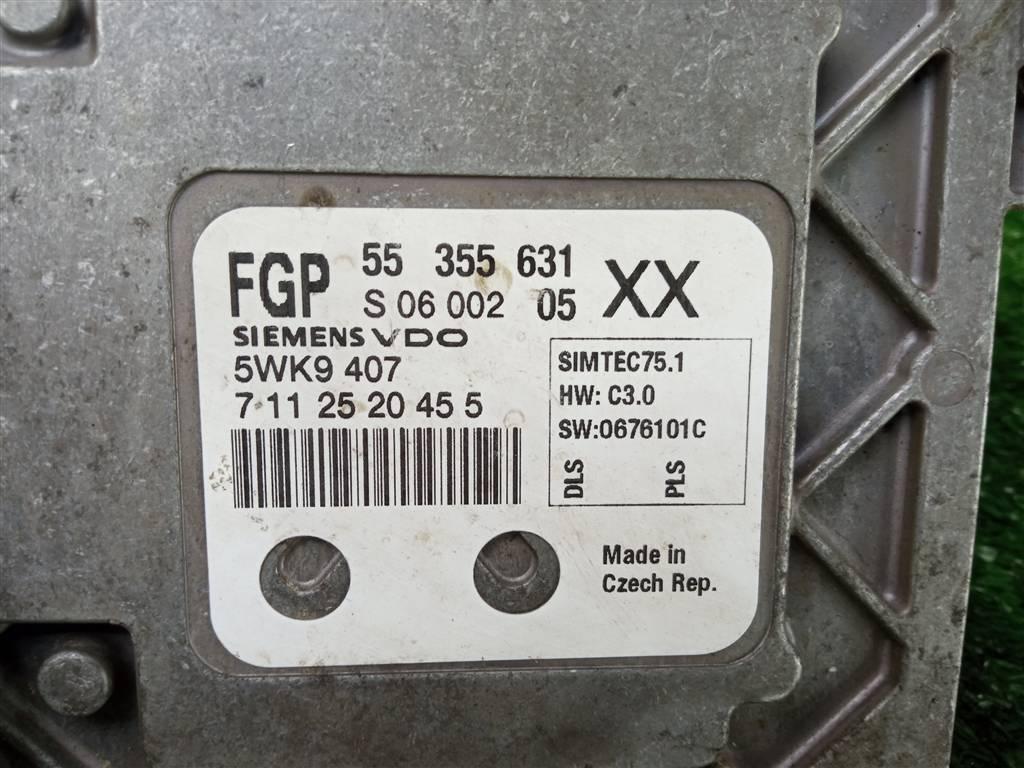 FGP 55 355 631 XX
S 06 002 05
SIEMENS VDO
5WK9 407
7 11 25 20 45 5
SIMTEC75.1
HW: C3.0
SW:0676101C
DLS PLS
Made in
Czech Rep.